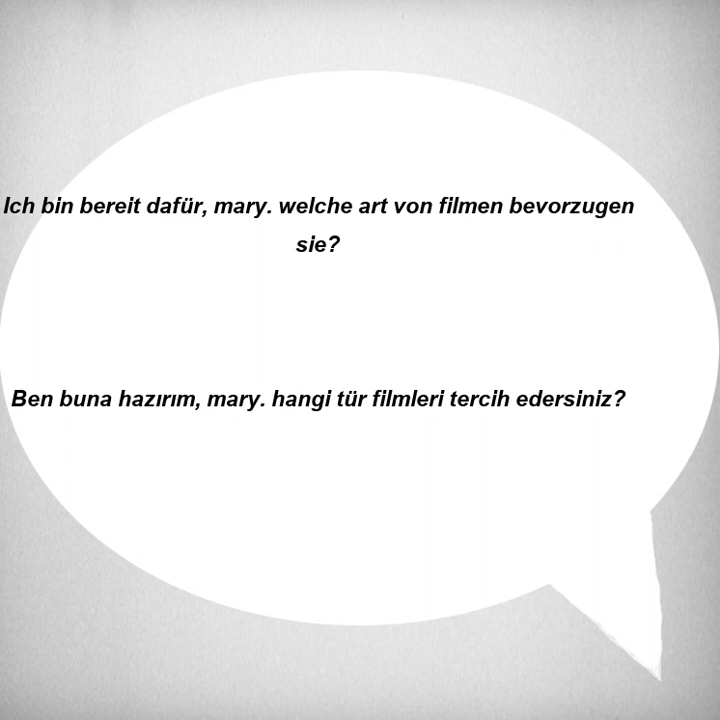 Ich bin bereit dafür, mary. welche art von filmen bevorzugen
sie?
Ben buna hazırım, mary. hangi tür filmleri tercih edersiniz?